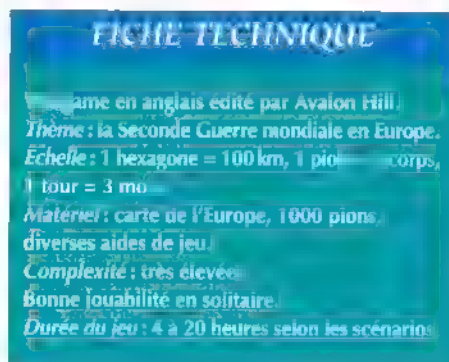 FICHE TECHNIQUE
ame en anglais édité par Avalon Hill.
Thème : la Seconde Guerre mondiale en Europe.
Echelle : 1 hexagone = 100 km, 1 pio corps,
1 tour = 3 mo
Matériel : carte de l'Europe, 1000 pions,
diverses aides de jeu.
Complexité : très élevée.
Bonne jouabilité en solitaire.
Durée du jeu : 4 à 20 heures selon les scénarios